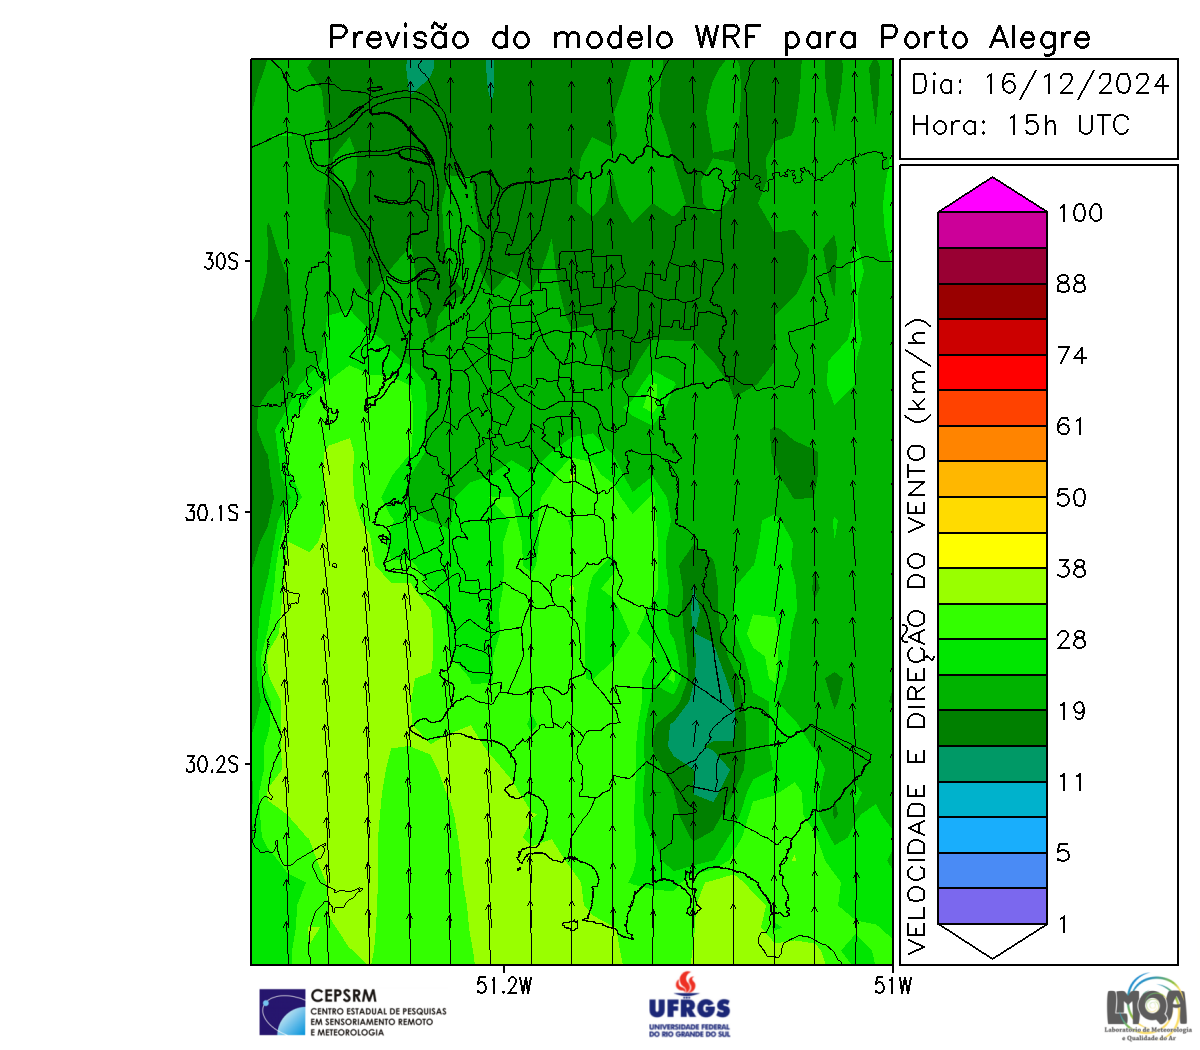 Previsão do modelo WRF para Porto Alegre
Dia: 16/12/2024
Hora: 15h UTC
100
88
74
61
50
38
28
19
11
5
1
VELOCIDADE E DIREÇÃO DO VENTO (km/h)
30S
30.1S
30.2S
51.2W
51W
CEPSRM
CENTRO ESTADUAL DE PESQUISAS
EM SENSORIAMENTO REMOTO
E METEOROLOGIA
UFRGS
UNIVERSIDADE FEDERAL
DO RIO GRANDE DO SUL
LMQA
Laboratório de Meteorologia
e Qualidade do Ar